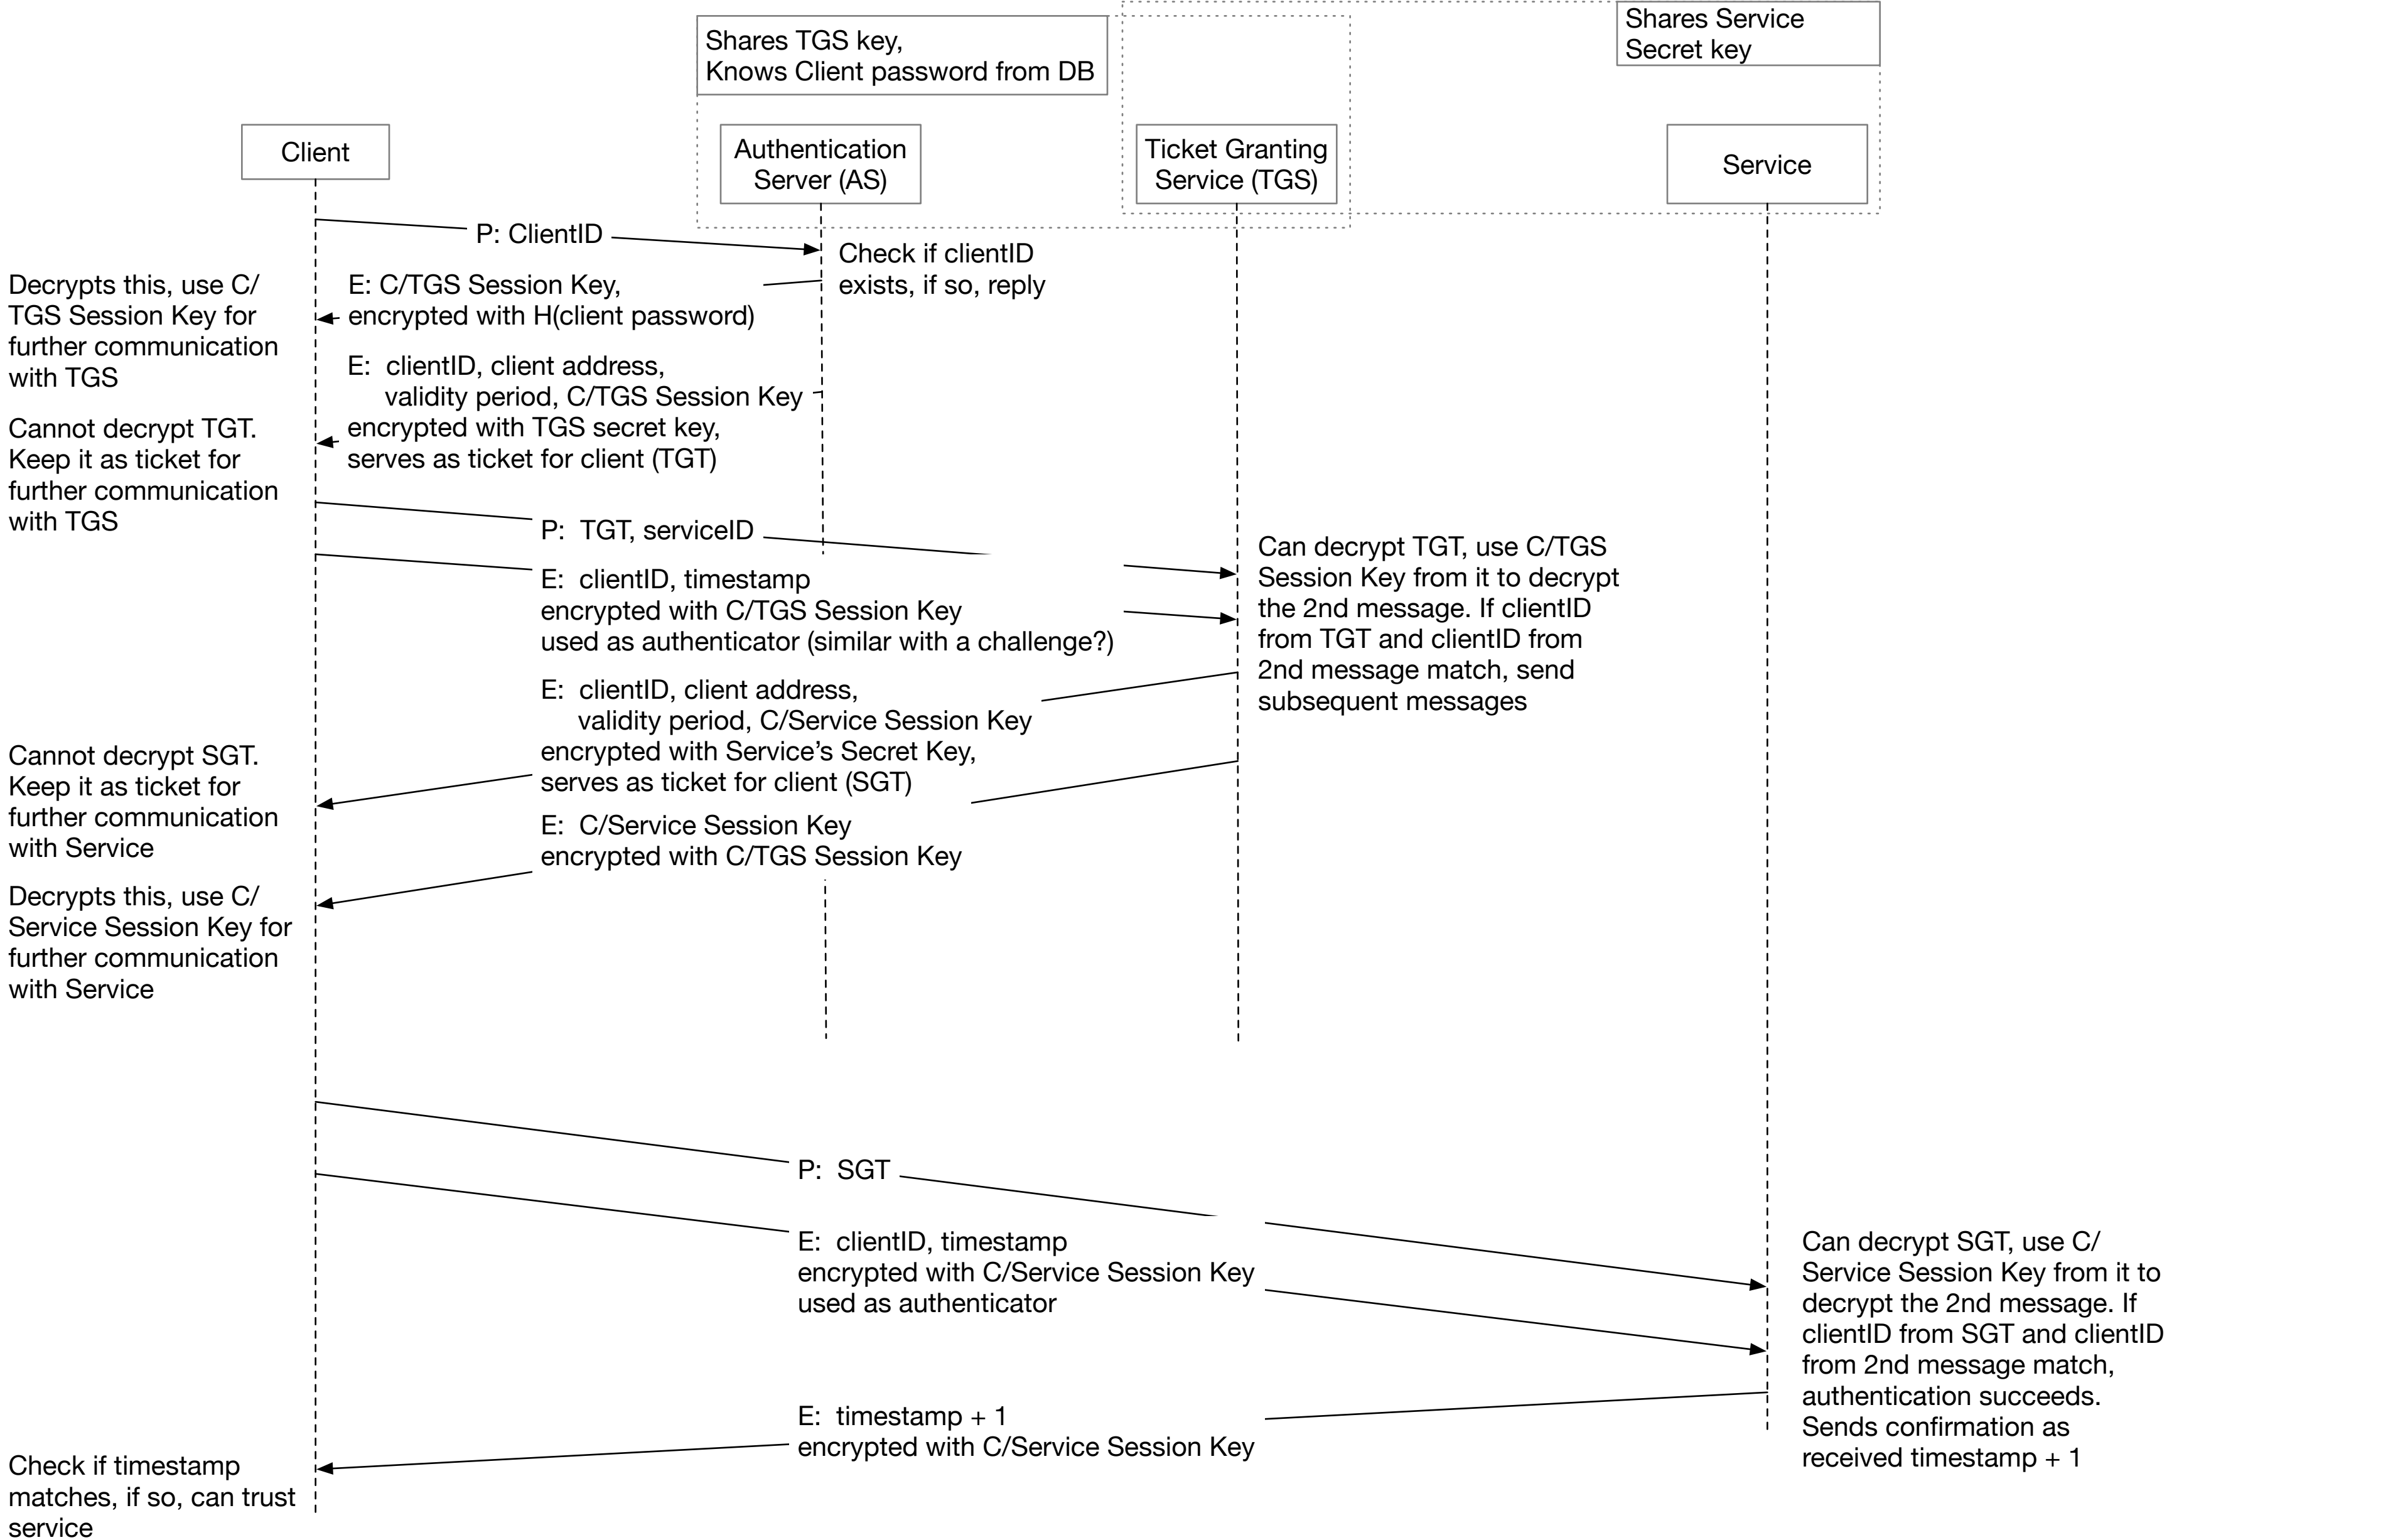 Shares TGS key,
Knows Client password from DB
Shares Service
Secret key
Client
Authentication
Server (AS)
Ticket Granting
Service (TGS)
Service
P: ClientID
Check if clientID
exists, if so, reply
Decrypts this, use C/
TGS Session Key for
further communication
with TGS
E: C/TGS Session Key,
encrypted with H(client password)
E: clientID, client address,
validity period, C/TGS Session Key
encrypted with TGS secret key,
serves as ticket for client (TGT)
Cannot decrypt TGT.
Keep it as ticket for
further communication
with TGS
P: TGT, serviceID
E: clientID, timestamp
encrypted with C/TGS Session Key
used as authenticator (similar with a challenge?)
Can decrypt TGT, use C/TGS
Session Key from it to decrypt
the 2nd message. If clientID
from TGT and clientID from
2nd message match, send
subsequent messages
E: clientID, client address,
validity period, C/Service Session Key
encrypted with Service’s Secret Key,
serves as ticket for client (SGT)
Cannot decrypt SGT.
Keep it as ticket for
further communication
with Service
E: C/Service Session Key
encrypted with C/TGS Session Key
Decrypts this, use C/
Service Session Key for
further communication
with Service
P: SGT
E: clientID, timestamp
encrypted with C/Service Session Key
used as authenticator
Can decrypt SGT, use C/
Service Session Key from it to
decrypt the 2nd message. If
clientID from SGT and clientID
from 2nd message match,
authentication succeeds.
Sends confirmation as
received timestamp + 1
E: timestamp + 1
encrypted with C/Service Session Key
Check if timestamp
matches, if so, can trust
service